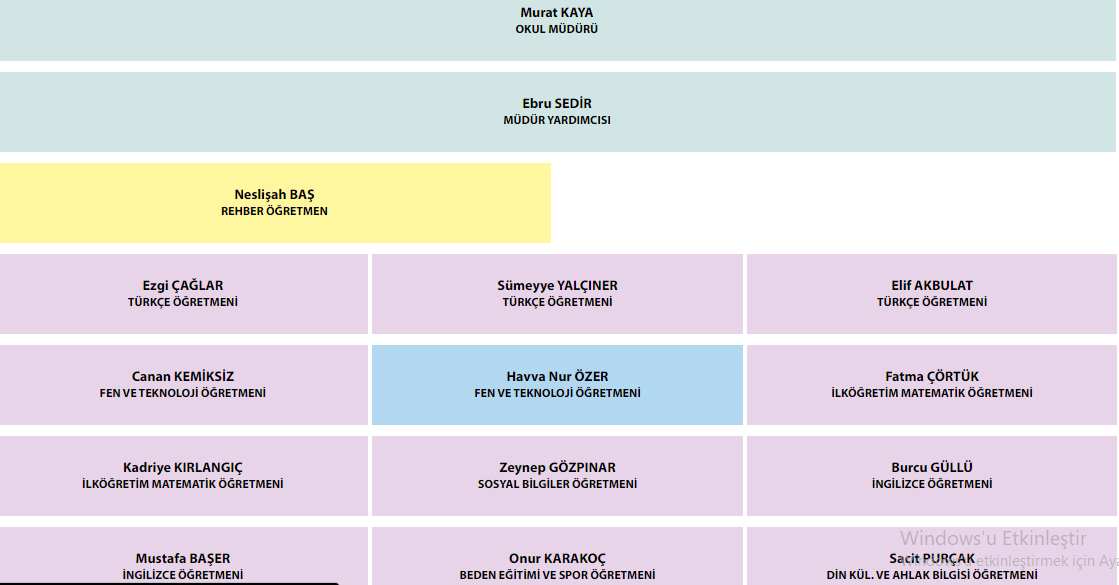 Murat KAYA
OKUL MÜDÜRÜ
Ebru SEDİR
MÜDÜR YARDIMCISI
Neslişah BAŞ
REHBER ÖĞRETMEN
Ezgi ÇAĞLAR
TÜRKÇE ÖĞRETMENİ
Sümeyye YALÇINER
TÜRKÇE ÖĞRETMENİ
Elif AKBULAT
TÜRKÇE ÖĞRETMENİ
Canan KEMİKSİZ
FEN VE TEKNOLOJİ ÖĞRETMENİ
Havva Nur ÖZER
FEN VE TEKNOLOJİ ÖĞRETMENİ
Fatma ÇÖRTÜK
İLKÖĞRETİM MATEMATİK ÖĞRETMENİ
Kadriye KIRLANGIÇ
İLKÖĞRETİM MATEMATİK ÖĞRETMENİ
Zeynep GÖZPINAR
SOSYAL BİLGİLER ÖĞRETMENİ
Burcu GÜLLÜ
İNGİLİZCE ÖĞRETMENİ
Mustafa BAŞER
İNGİLİZCE ÖĞRETMENİ
Onur KARAKOÇ
BEDEN EĞİTİMİ VE SPOR ÖĞRETMENİ
Sacit PURÇAK
DİN KÜL. VE AHLAK BİLGİSİ ÖĞRETMENİ
Windows'u Etkinleştir
Windows'u etkinleştirmek için Aya